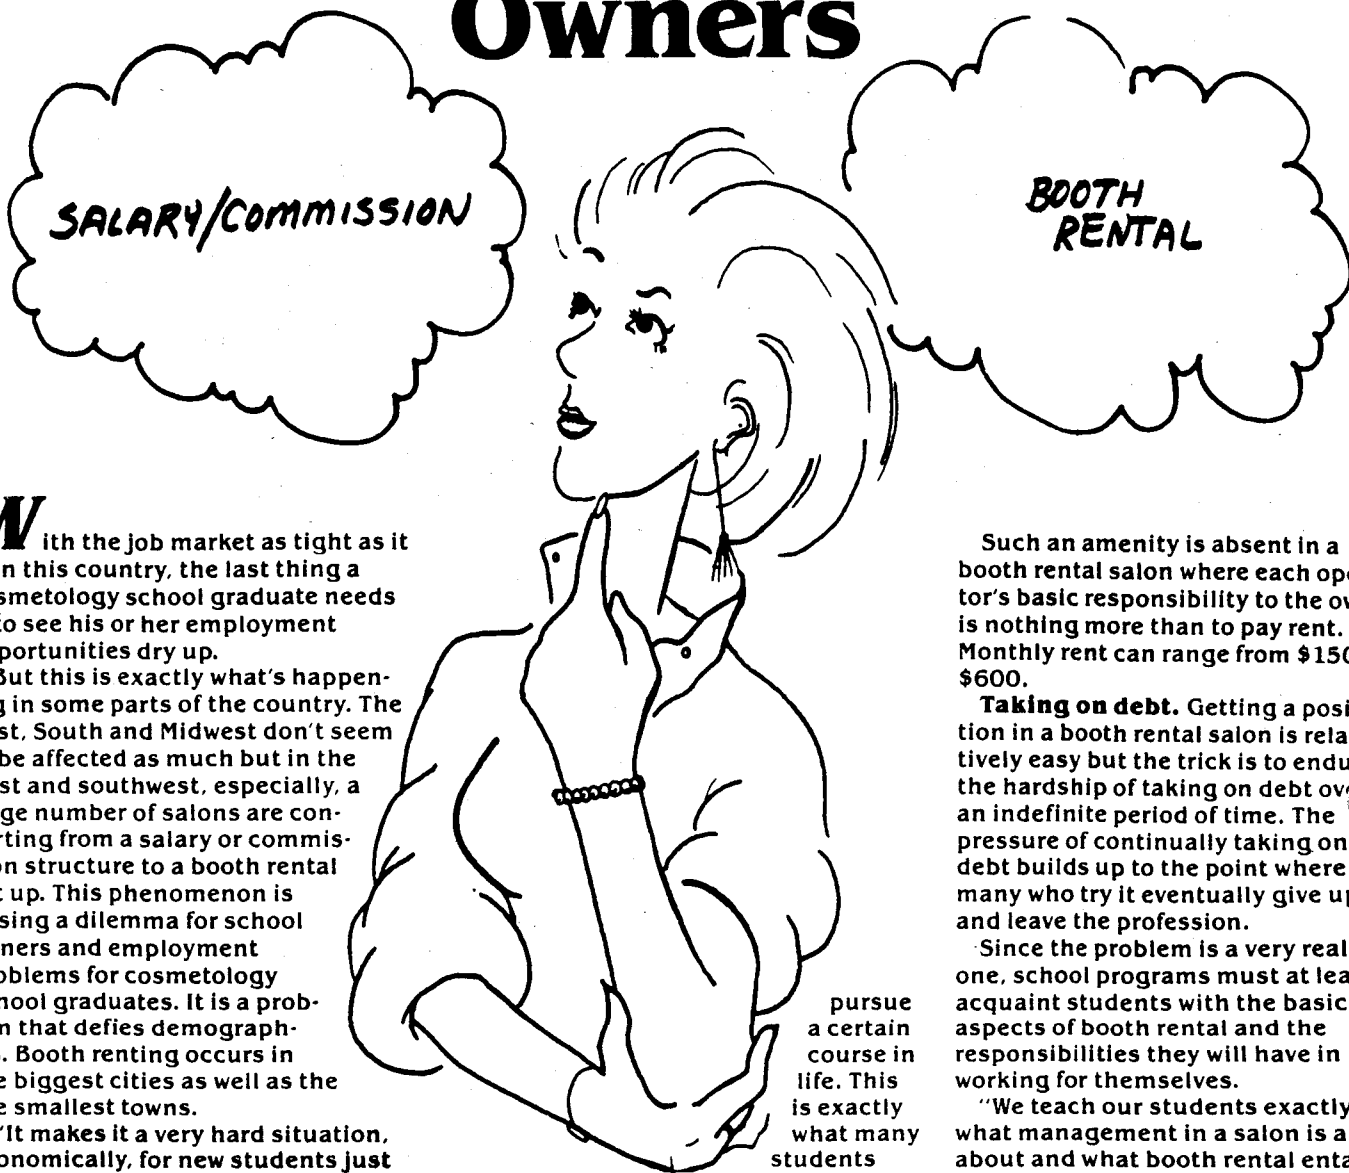 Owners
SALARY/COMMISSION
BOOTH
RENTAL
With the job market as tight as it
n this country, the last thing a
smetology school graduate needs
to see his or her employment
portunities dry up.
But this is exactly what's happen-
g in some parts of the country. The
st, South and Midwest don't seem
be affected as much but in the
st and southwest, especially, a
ge number of salons are con-
rting from a salary or commis-
on structure to a booth rental
t up. This phenomenon is
sing a dilemma for school
ners and employment
oblems for cosmetology
hool graduates. It is a prob-
m that defies demograph-
s. Booth renting occurs in
e biggest cities as well as the
e smallest towns.
"It makes it a very hard situation,
onomically, for new students just
pursue
a certain
course in
life. This
is exactly
what many
students
Such an amenity is absent in a
booth rental salon where each ope
tor's basic responsibility to the ow
is nothing more than to pay rent.
Monthly rent can range from $150
$600.
Taking on debt. Getting a posi
tion in a booth rental salon is rela
tively easy but the trick is to endu
the hardship of taking on debt ove
an indefinite period of time. The
pressure of continually taking on
debt builds up to the point where
many who try it eventually give up
and leave the profession.
Since the problem is a very real
one, school programs must at lea
acquaint students with the basic
aspects of booth rental and the
responsibilities they will have in
working for themselves.
"We teach our students exactly
what management in a salon is a
about and what booth rental enta